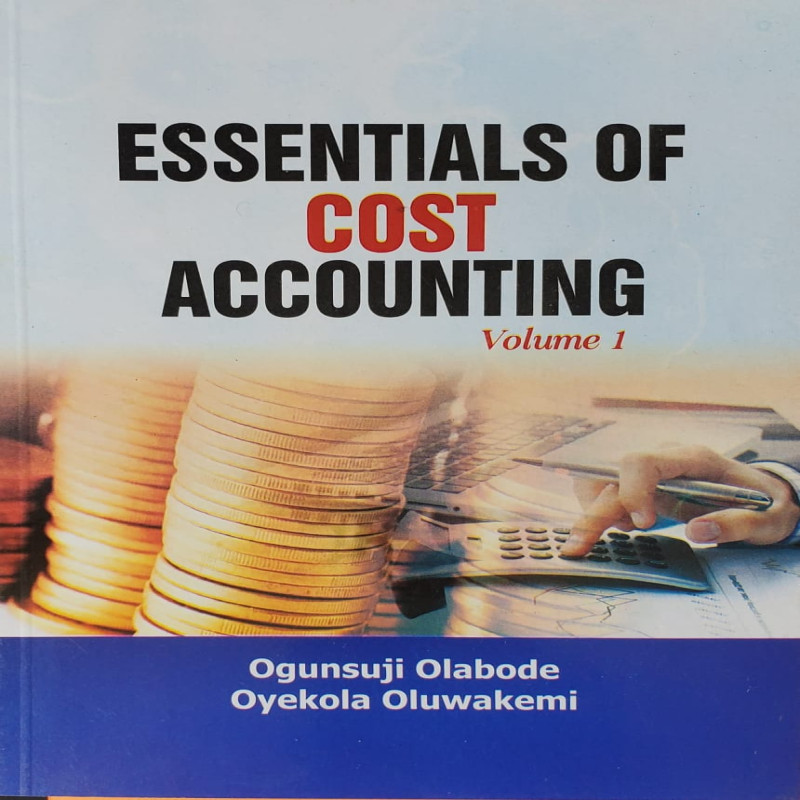 ESSENTIALS OF
COST
ACCOUNTING
Volume 1
Ogunsuji Olabode
Oyekola Oluwakemi